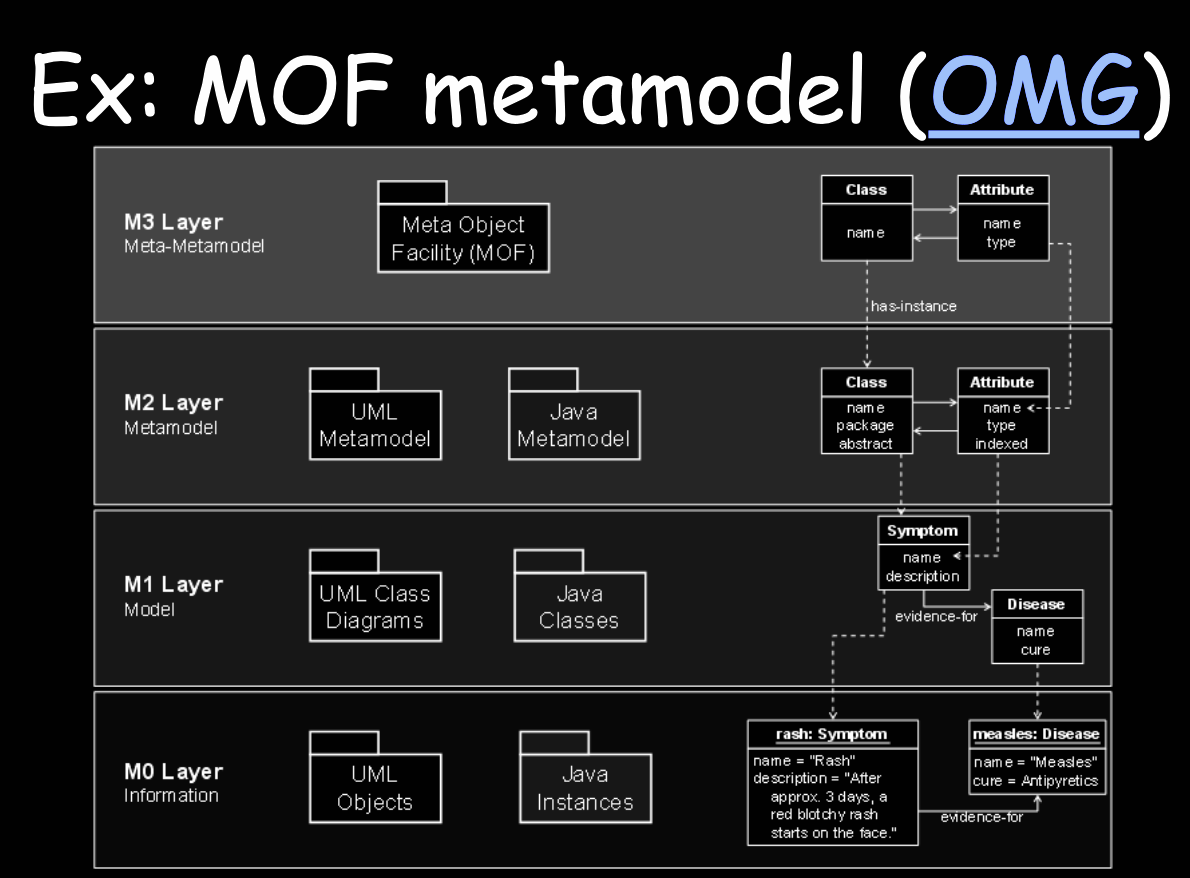 Ex: MOF metamodel (OMG)
M3 Layer
Meta-Metamodel
Meta Object
Facility (MOF)
Class
name
Attribute
name
type
has-instance
M2 Layer
Metamodel
UML
Metamodel
Java
Metamodel
Class
name
package
abstract
Attribute
name
type
indexed
M1 Layer
Model
UML Class
Diagrams
Java
Classes
Symptom
name
description
evidence-for
Disease
name
cure
M0 Layer
Information
UML
Objects
Java
Instances
rash: Symptom
name = "Rash"
description = "After
approx. 3 days, a
red blotchy rash
starts on the face."
evidence-for
measles: Disease
name = "Measles"
cure = Antipyretics